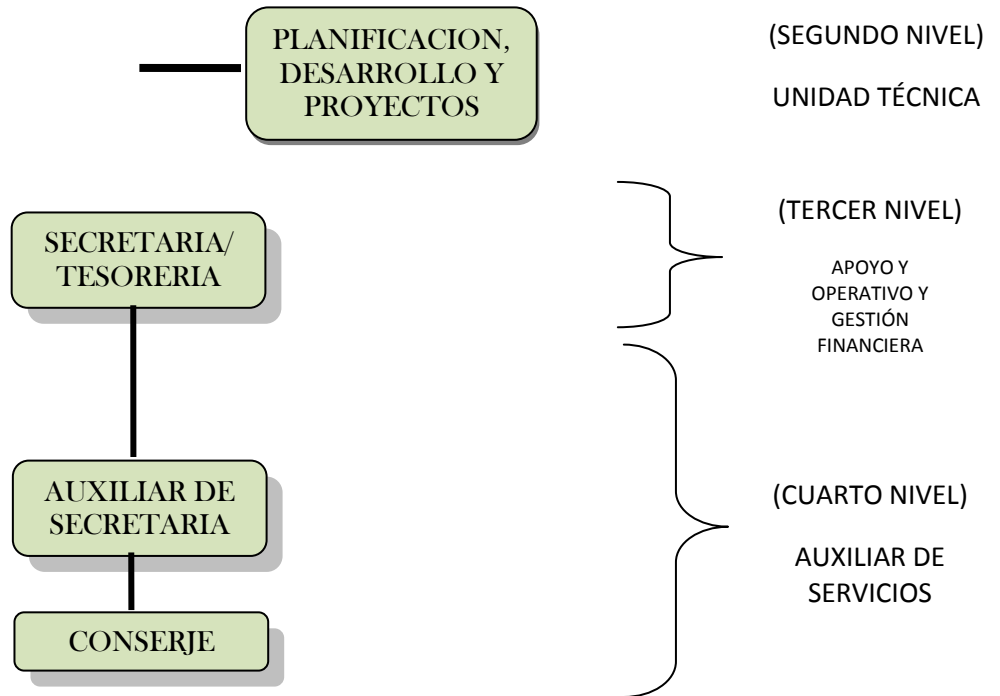 PLANIFICACION,
DESARROLLO Y
PROYECTOS
(SEGUNDO NIVEL)
UNIDAD TÉCNICA
SECRETARIA/
TESORERIA
(TERCER NIVEL)
APOYO Y
OPERATIVO Y
GESTIÓN
FINANCIERA
AUXILIAR DE
SECRETARIA
(CUARTO NIVEL)
AUXILIAR DE
SERVICIOS
CONSERJE